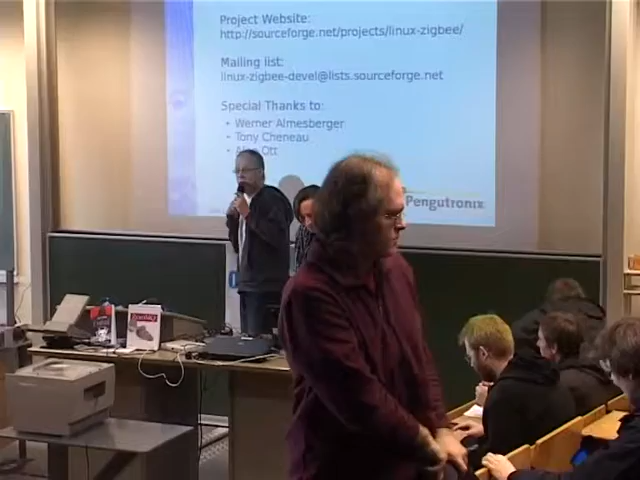 Project Website:
http://sourceforge.net/projects/linux-zigbee/
Mailing list:
linux-zigbee-devel@lists.sourceforge.net
Special Thanks to:
• Werner Almesberger
• Tony Cheneau
• Ott
Pengutronix